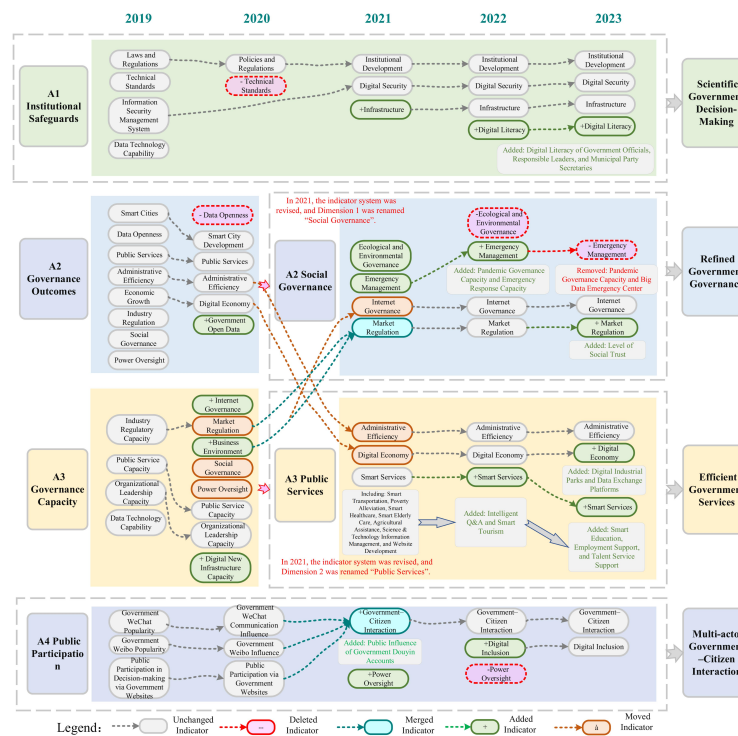 2019
2020
2021
2022
2023
A1
Institutional
Safeguards
Laws and
Regulations
Technical
Standards
Information
Security
Management
System
Data Technology
Capability
Policies and
Regulations
- Technical
Standards
Institutional
Development
Digital Security
+Infrastructure
Institutional
Development
Digital Security
Infrastructure
+Digital Literacy
Institutional
Development
Digital Security
Infrastructure
+Digital Literacy
Added: Digital Literacy of Government Officials,
Responsible Leaders, and Municipal Party
Secretaries
Scientific
Government
Decision-
Making
A2
Governance
Outcomes
Smart Cities
Data Openness
Public Services
Administrative
Efficiency
Economic
Growth
Industry
Regulation
Social
Governance
Power Oversight
- Data Openness
Smart City
Development
Public Services
Administrative
Efficiency
Digital Economy
+Government
Open Data
In 2021, the indicator system was
revised, and Dimension 1 was renamed
“Social Governance”.
A2 Social
Governance
Ecological and
Environmental
Governance
Emergency
Management
Internet
Governance
Market
Regulation
-Ecological and
Environmental
Governance
+ Emergency
Management
Added: Pandemic Governance
Capacity and Emergency
Response Capacity
Internet
Governance
Market
Regulation
- Emergency
Management
Removed: Pandemic
Governance Capacity and Big
Data Emergency Center
Internet
Governance
+ Market
Regulation
Added: Level of
Social Trust
Refined
Government
Governance
A3
Governance
Capacity
Industry
Regulatory
Capacity
Public Service
Capacity
Organizational
Leadership
Capacity
Data Technology
Capability
+ Internet
Governance
Market
Regulation
+Business
Environment
Social
Governance
Power Oversight
Public Service
Capacity
Organizational
Leadership
Capacity
+ Digital New
Infrastructure
Capacity
A3 Public
Services
Administrative
Efficiency
Digital Economy
Smart Services
Including: Smart
Transportation, Poverty
Alleviation, Smart
Healthcare, Smart Elderly
Care, Agricultural
Assistance, Science &
Technology Information
Management, and Website
Development
In 2021, the indicator system was revised, and
Dimension 2 was renamed “Public Services”.
Administrative
Efficiency
Digital Economy
+Smart Services
Added: Intelligent
Q&A and Smart
Tourism
Administrative
Efficiency
+ Digital
Economy
Added: Digital Industrial
Parks and Data Exchange
Platforms
+Smart Services
Added: Smart
Education,
Employment Support,
and Talent Service
Support
Efficient
Government
Services
A4 Public
Participatio
n
Government
WeChat
Popularity
Government
Weibo Popularity
Public
Participation in
Decision-making
via Government
Websites
Government
WeChat
Communication
Influence
Government
Weibo Influence
Public
Participation via
Government
Websites
+Government–
Citizen
Interaction
Added: Public Influence
of Government Douyin
Accounts
+Power
Oversight
Government–
Citizen
Interaction
+Digital
Inclusion
-Power
Oversight
Government–
Citizen
Interaction
Digital Inclusion
Multi-acto
Government
–Citizen
Interaction
Legend:
Unchanged
Indicator
–
Deleted
Indicator
Merged
Indicator
+
Added
Indicator
à
Moved
Indicator